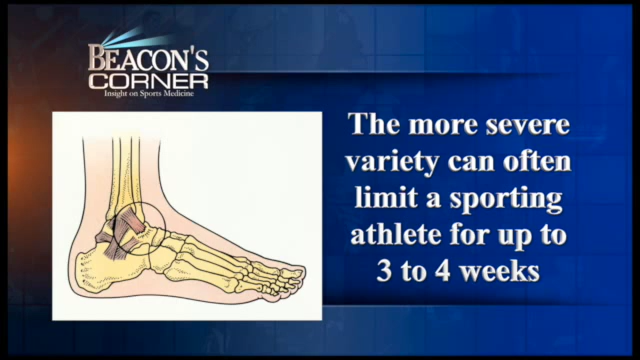 BEACON'S
CORNER
Insight on Sports Medicine
The more severe
variety can often
limit a sporting
athlete for up to
3 to 4 weeks